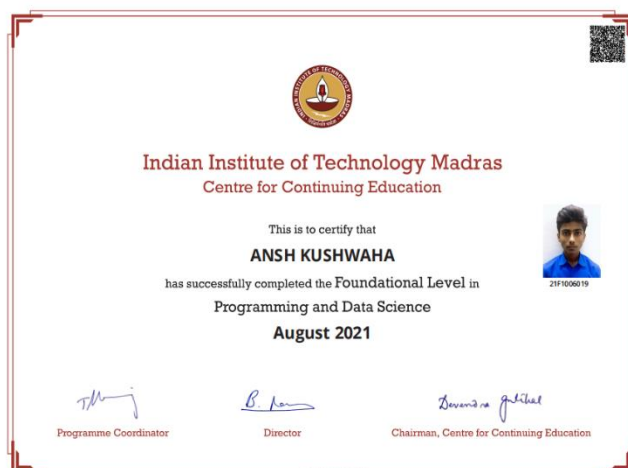 Indian Institute of Technology Madras
Centre for Continuing Education
This is to certify that
ANSH KUSHWAHA
has successfully completed the Foundational Level in
21F1006019
Programming and Data Science
August 2021
Devendra Jalihal
Programme Coordinator
Director
Chairman, Centre for Continuing Education